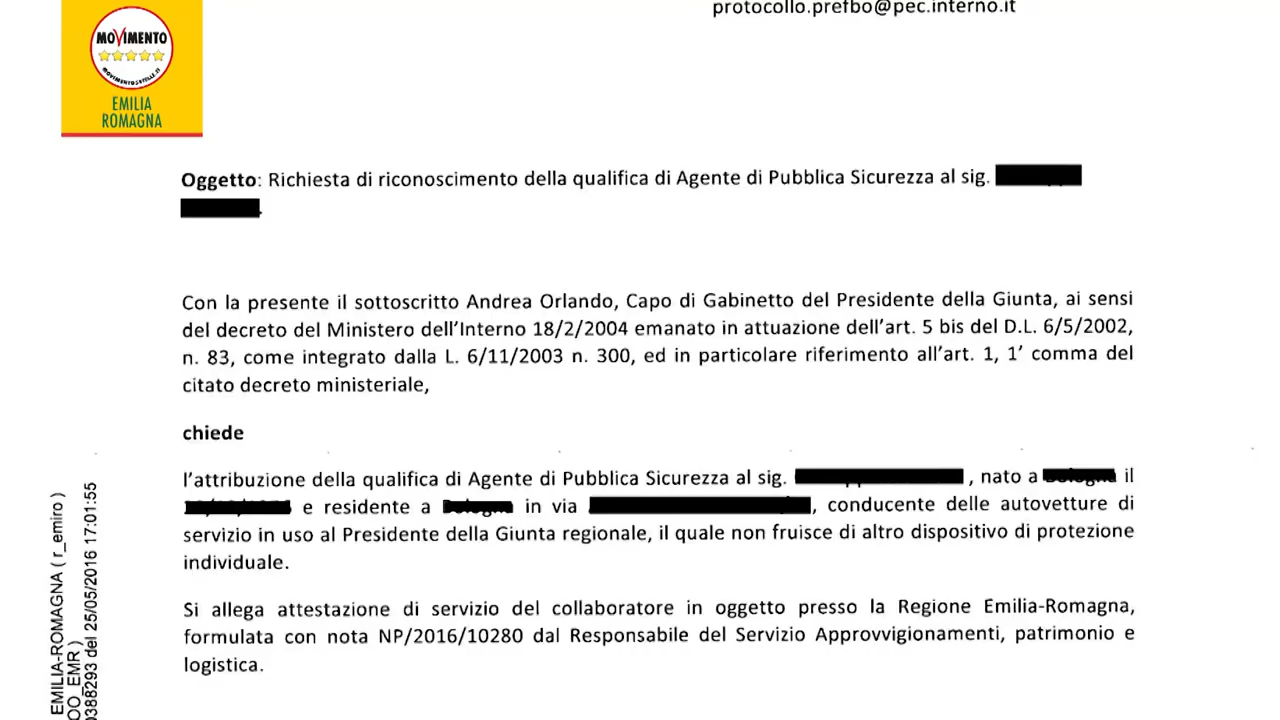 protocollo.prefbo@pec.interno.it
MOVIMENTO
MOVIMENTO5STELLE.IT
EMILIA
ROMAGNA
Oggetto: Richiesta di riconoscimento della qualifica di Agente di Pubblica Sicurezza al sig.
Con la presente il sottoscritto Andrea Orlando, Capo di Gabinetto del Presidente della Giunta, ai sensi
del decreto del Ministero dell'Interno 18/2/2004 emanato in attuazione dell'art. 5 bis del D.L. 6/5/2002,
n. 83, come integrato dalla L. 6/11/2003 n. 300, ed in particolare riferimento all'art. 1, 1' comma del
citato decreto ministeriale,
chiede
l'attribuzione della qualifica di Agente di Pubblica Sicurezza al sig. , nato a il
e residente a in via , conducente delle autovetture di
servizio in uso al Presidente della Giunta regionale, il quale non fruisce di altro dispositivo di protezione
individuale.
Si allega attestazione di servizio del collaboratore in oggetto presso la Regione Emilia-Romagna,
formulata con nota NP/2016/10280 dal Responsabile del Servizio Approvvigionamenti, patrimonio e
logistica.
EMILIA-ROMAGNA ( r_emiro )
OO_EMR )
del 25/05/2016 17:01:55